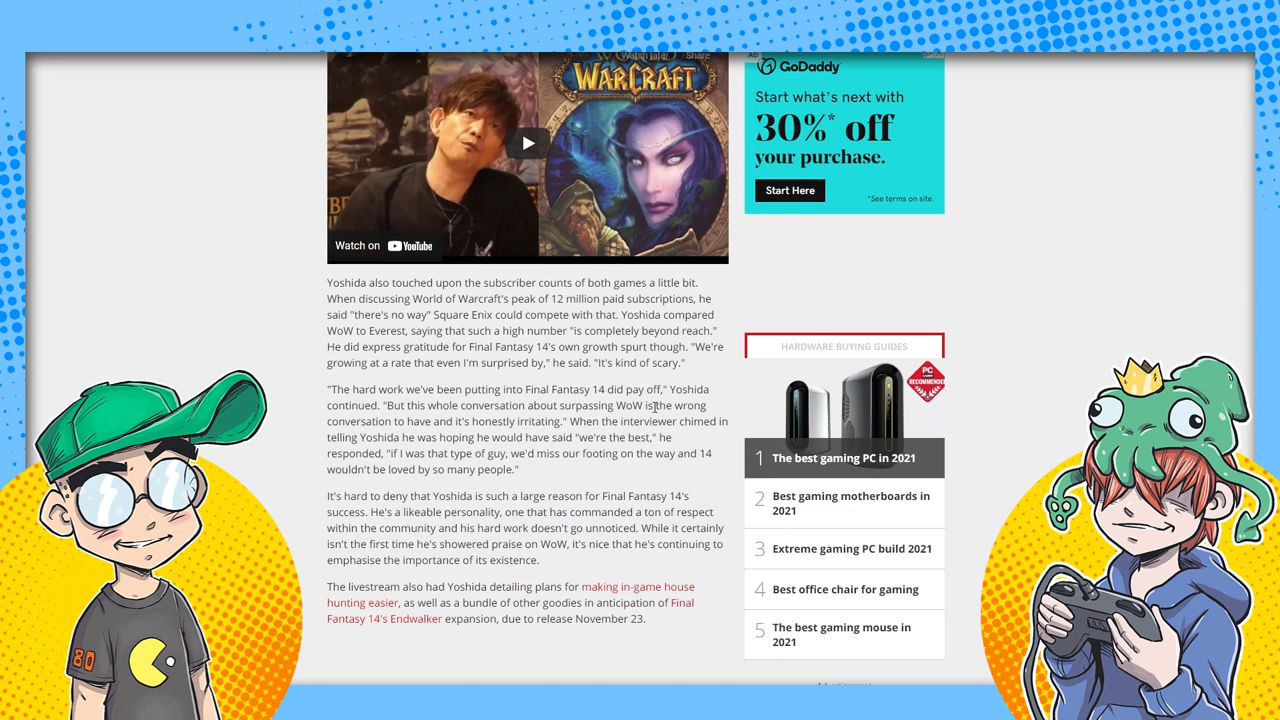 Watch later
Share
WARCRAFT
Watch on YouTube
Yoshida also touched upon the subscriber counts of both games a little bit.
When discussing World of Warcraft's peak of 12 million paid subscriptions, he
said "there's no way" Square Enix could compete with that. Yoshida compared
WoW to Everest, saying that such a high number "is completely beyond reach."
He did express gratitude for Final Fantasy 14's own growth spurt though. "We're
growing at a rate that even I'm surprised by," he said. "It's kind of scary."
"The hard work we've been putting into Final Fantasy 14 did pay off," Yoshida
continued. "But this whole conversation about surpassing WoW is the wrong
conversation to have and it's honestly irritating." When the interviewer chimed in
telling Yoshida he was hoping he would have said "we're the best," he
responded, "if I was that type of guy, we'd miss our footing on the way and 14
wouldn't be loved by so many people."
It's hard to deny that Yoshida is such a large reason for Final Fantasy 14's
success. He's a likeable personality, one that has commanded a ton of respect
within the community and his hard work doesn't go unnoticed. While it certainly
isn't the first time he's showered praise on WoW, it's nice that he's continuing to
emphasise the importance of its existence.
The livestream also had Yoshida detailing plans for making in-game house
hunting easier, as well as a bundle of other goodies in anticipation of Final
Fantasy 14's Endwalker expansion, due to release November 23.
GoDaddy
Start what's next with
30%* off
your purchase.
Start Here
*See terms on site.
HARDWARE BUYING GUIDES
PC
GAMER
RECOMMENDED
1 The best gaming PC in 2021
2 Best gaming motherboards in
2021
3 Extreme gaming PC build 2021
4 Best office chair for gaming
5 The best gaming mouse in
2021
80